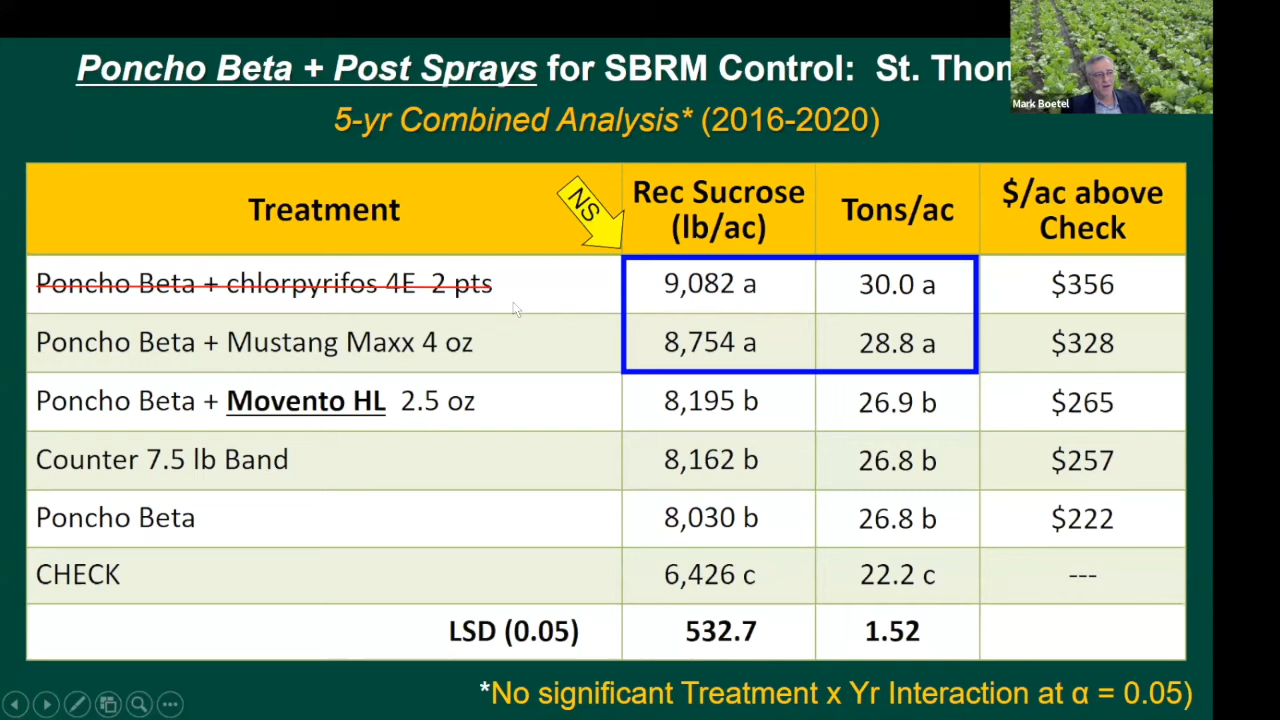 Poncho Beta + Post Sprays for SBRM Control: St. Thom
Mark Boetel
5-yr Combined Analysis* (2016-2020)
Treatment
NS
Rec Sucrose
(lb/ac)
Tons/ac
$/ac above
Check
Poncho Beta + chlorpyrifos 4E 2 pts 9,082 a 30.0 a $356
Poncho Beta + Mustang Maxx 4 oz 8,754 a 28.8 a $328
Poncho Beta + Movento HL 2.5 oz 8,195 b 26.9 b $265
Counter 7.5 lb Band 8,162 b 26.8 b $257
Poncho Beta 8,030 b 26.8 b $222
CHECK 6,426 c 22.2 c ---
LSD (0.05) 532.7 1.52
*No significant Treatment x Yr Interaction at α = 0.05)